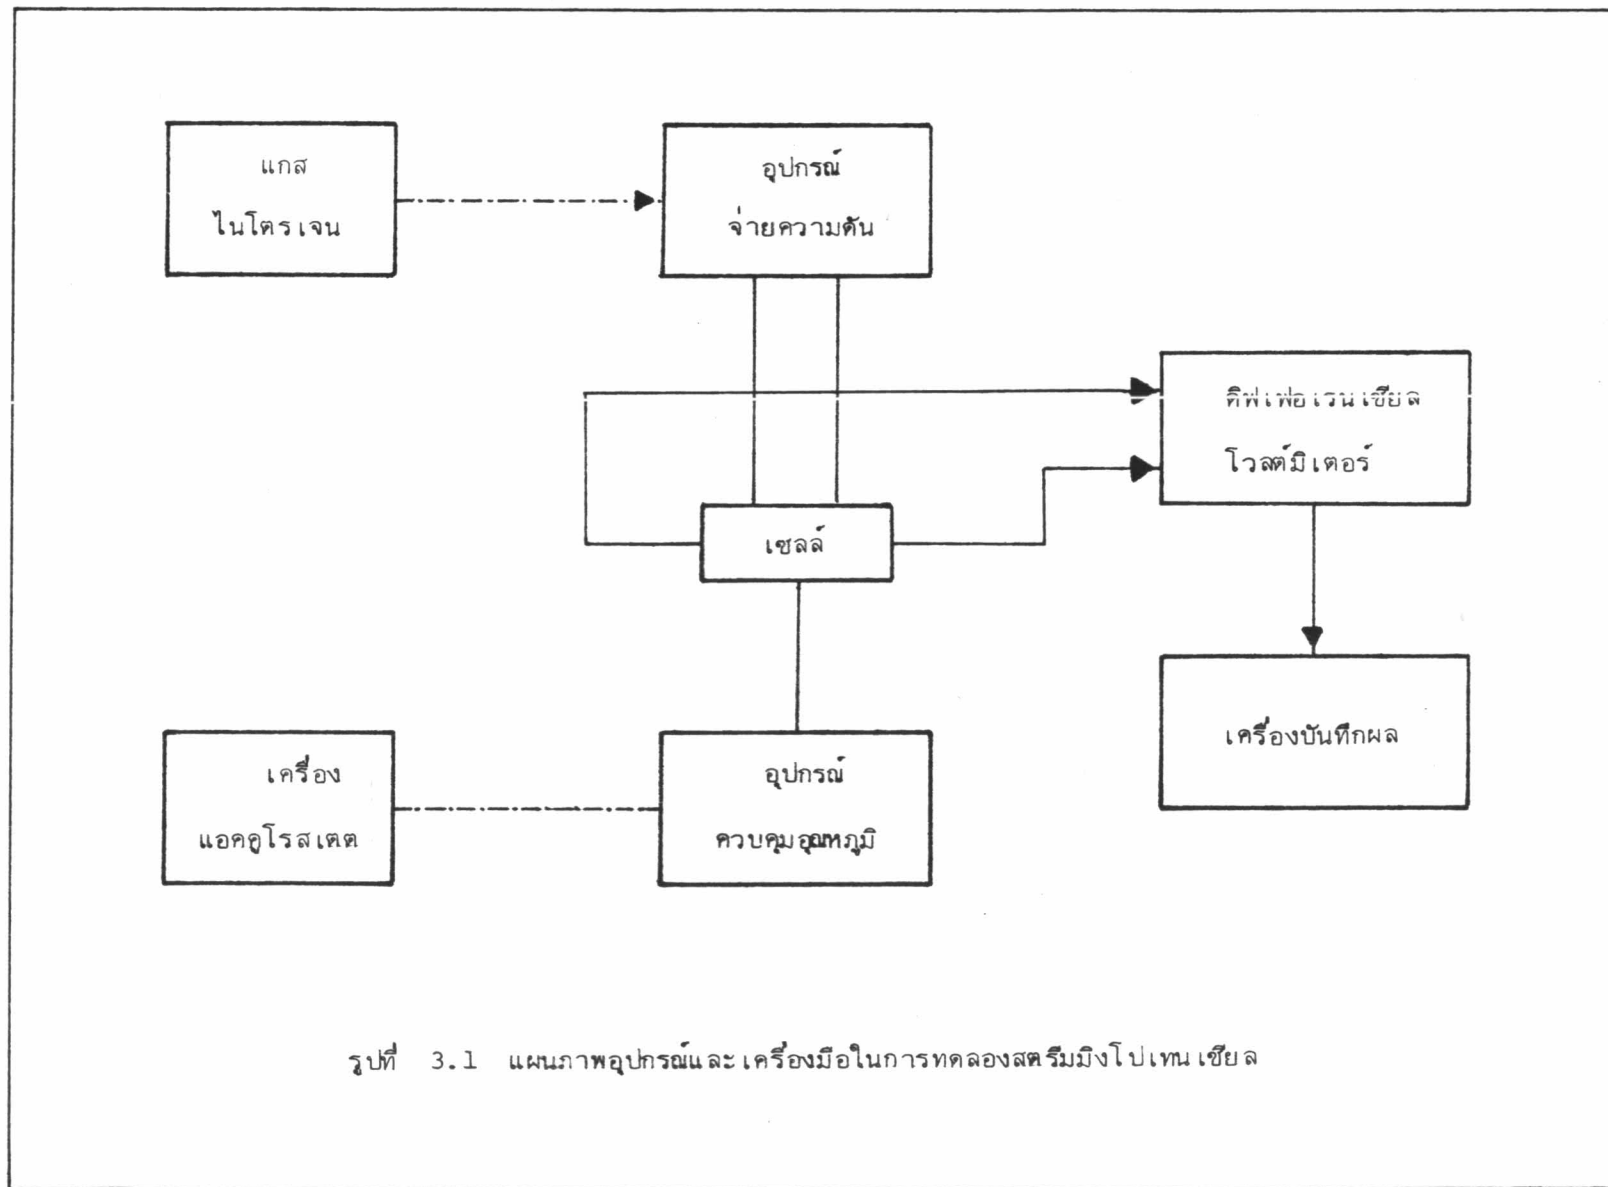 แกส
ไนโตรเจน
อุปกรณ์
จ่ายความดัน
ดิฟเฟอเรนเชียล
โวลต์มิเตอร์
เซลล์
เครื่องบันทึกผล
เครื่อง
แอคคูโรสเตต
อุปกรณ์
ควบคุมอุณหภูมิ
รูปที่ 3.1 แผนภาพอุปกรณ์และเครื่องมือในการทดลองสตรีมมิงโปเทนเชียล